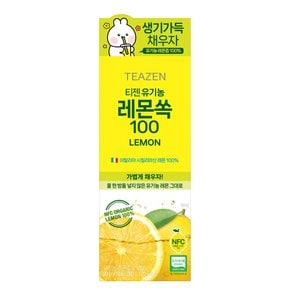 생기가득
채우자
유기농 레몬즙 100%
TEAZEN
티젠 유기농
레몬쏙
100
LEMON
이탈리아 시칠리아산 레몬 100%
가볍게 채우자!
물 한 방울 넣지 않은 유기농 레몬 그대로
NFC ORGANIC
LEMON 100%
NFC